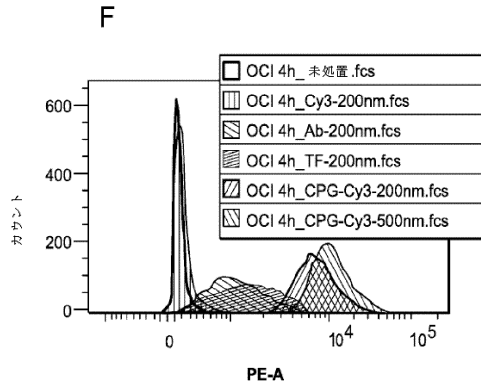 F
OCI 4h_未処置.fcs
OCI 4h_Cy3-200nm.fcs
OCI 4h_Ab-200nm.fcs
OCI 4h_TF-200nm.fcs
OCI 4h_CPG-Cy3-200nm.fcs
OCI 4h_CPG-Cy3-500nm.fcs
600
400
200
0
カウント
0 10^4 10^5
PE-A